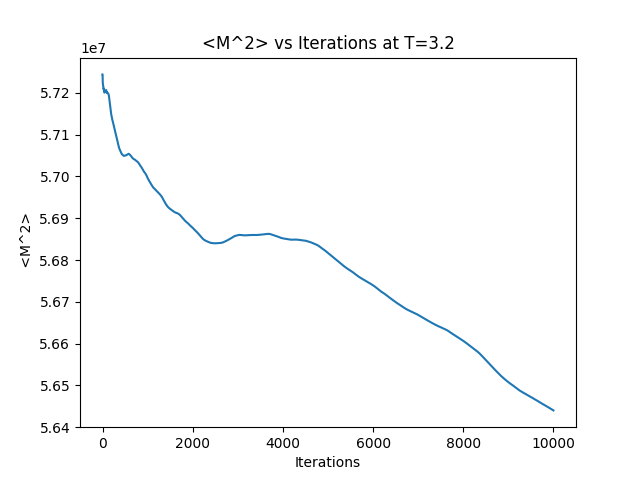 <M^2> vs Iterations at T=3.2
1e7
5.72
5.71
5.70
5.69
5.68
5.67
5.66
5.65
5.64
<M^2>
0 2000 4000 6000 8000 10000
Iterations